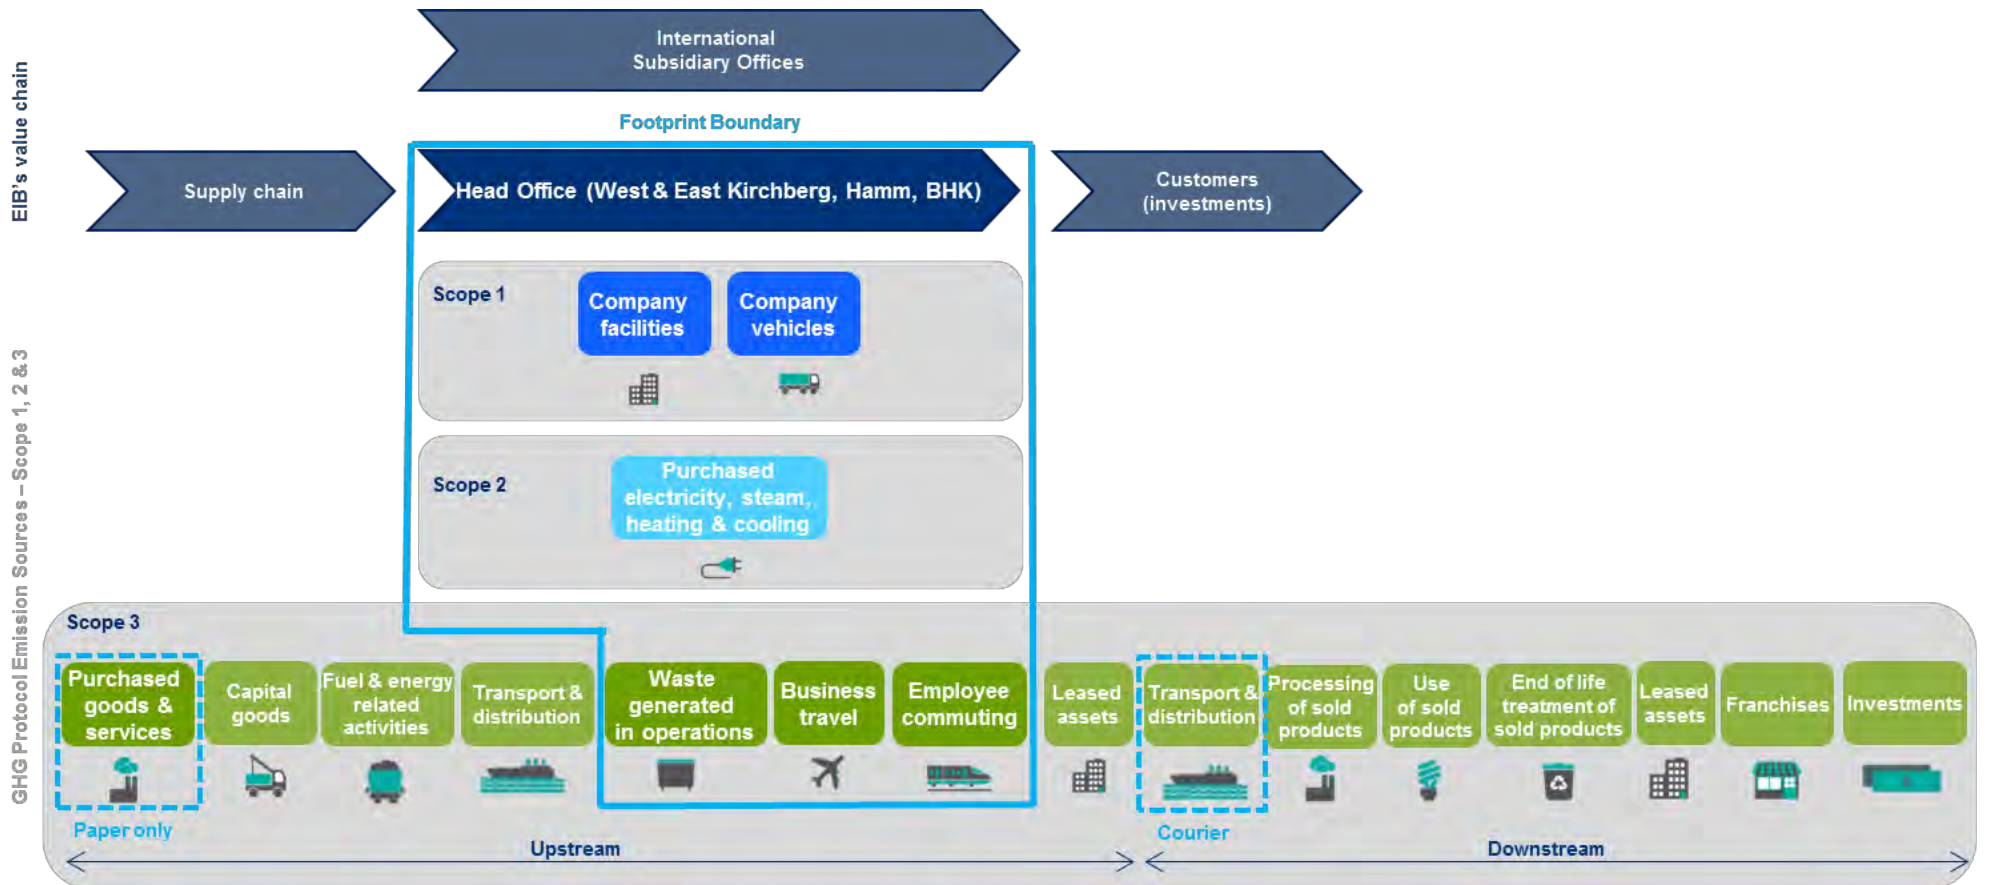 International
Subsidiary Offices
EIB's value chain
Footprint Boundary
Supply chain
Head Office (West & East Kirchberg, Hamm, BHK)
Customers
(investments)
GHG Protocol Emission Sources – Scope 1, 2 & 3
Scope 1
Company
facilities
Company
vehicles
Scope 2
Purchased
electricity, steam,
heating & cooling
Scope 3
Purchased
goods &
services
Capital
goods
Fuel & energy
related
activities
Transport &
distribution
Waste
generated
in operations
Business
travel
Employee
commuting
Leased
assets
Transport &
distribution
Processing
of sold
products
Use
of sold
products
End of life
treatment of
sold products
Leased
assets
Franchises
Investments
Paper only
Courier
Upstream
Downstream